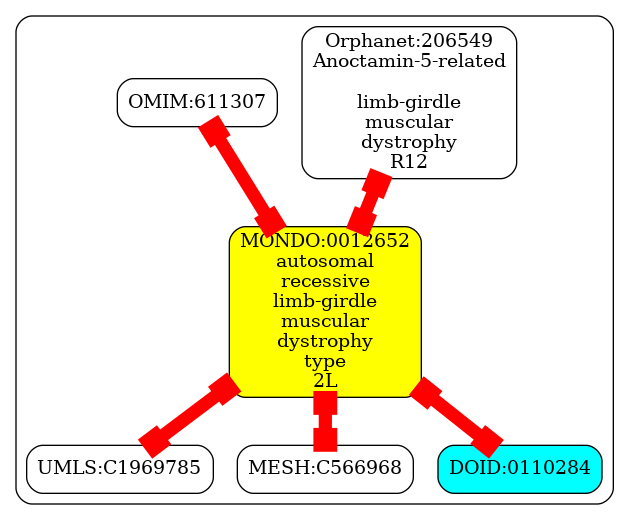 Orphanet:206549
Anoctamin-5-related
limb-girdle
muscular
dystrophy
R12
OMIM:611307
MONDO:0012652
autosomal
recessive
limb-girdle
muscular
dystrophy
type
2L
UMLS:C1969785
MESH:C566968
DOID:0110284